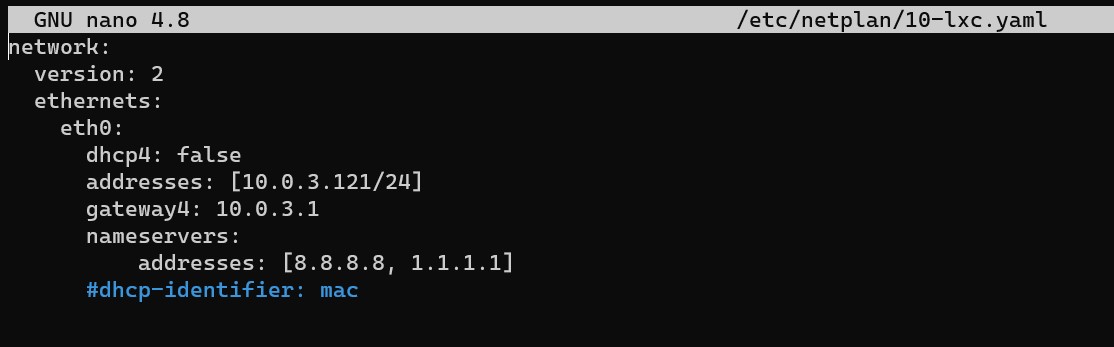 GNU nano 4.8 /etc/netplan/10-lxc.yaml
network:
  version: 2
  ethernets:
    eth0:
      dhcp4: false
      addresses: [10.0.3.121/24]
      gateway4: 10.0.3.1
      nameservers:
          addresses: [8.8.8.8, 1.1.1.1]
      #dhcp-identifier: mac